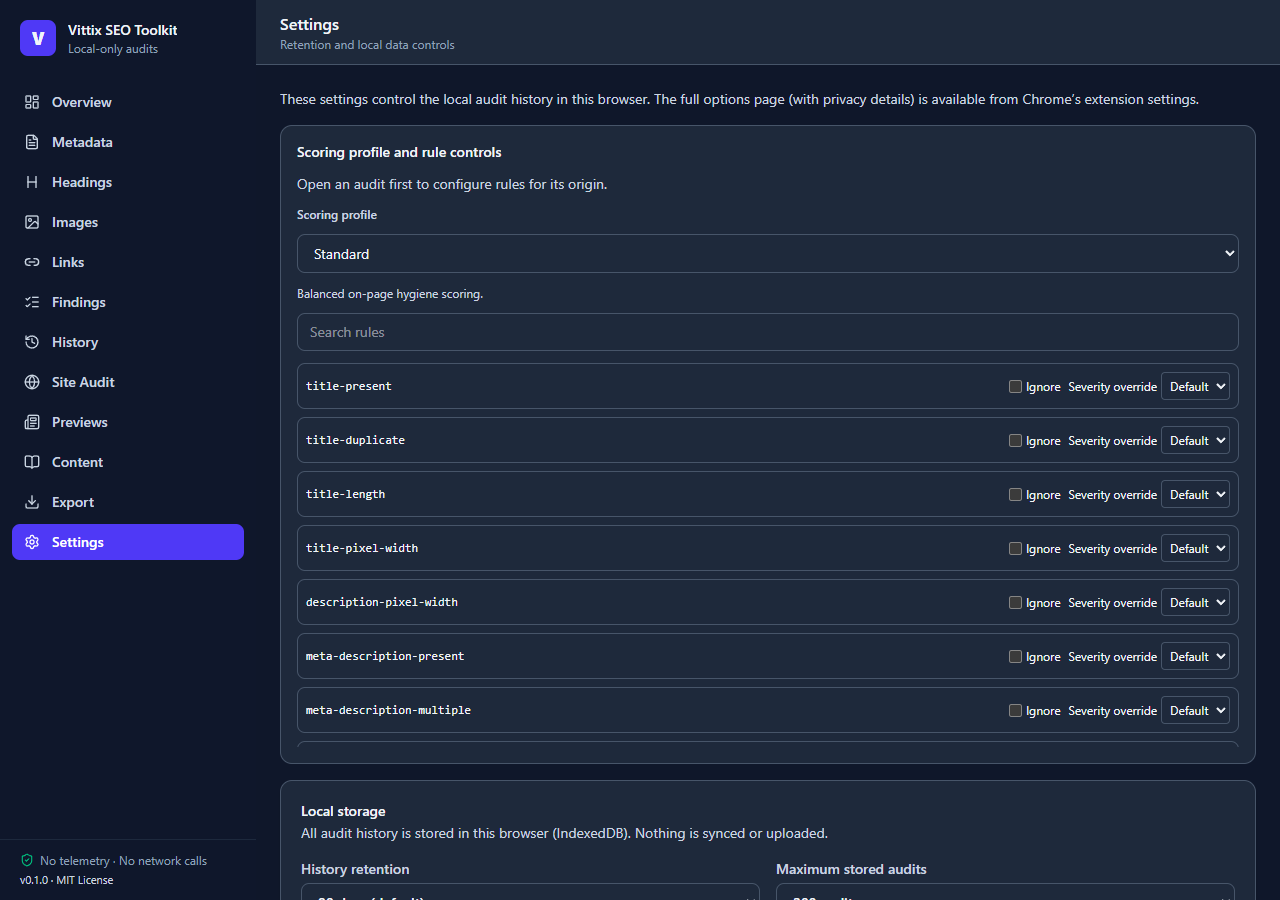 V
Vittix SEO Toolkit
Local-only audits
Overview
Metadata
Headings
Images
Links
Findings
History
Site Audit
Previews
Content
Export
Settings
No telemetry · No network calls
v0.1.0 · MIT License
Settings
Retention and local data controls
These settings control the local audit history in this browser. The full options page (with privacy details) is available from Chrome's extension settings.
Scoring profile and rule controls
Open an audit first to configure rules for its origin.
Scoring profile
Standard
Balanced on-page hygiene scoring.
Search rules
title-present Ignore Severity override Default
title-duplicate Ignore Severity override Default
title-length Ignore Severity override Default
title-pixel-width Ignore Severity override Default
description-pixel-width Ignore Severity override Default
meta-description-present Ignore Severity override Default
meta-description-multiple Ignore Severity override Default
Local storage
All audit history is stored in this browser (IndexedDB). Nothing is synced or uploaded.
History retention Maximum stored audits